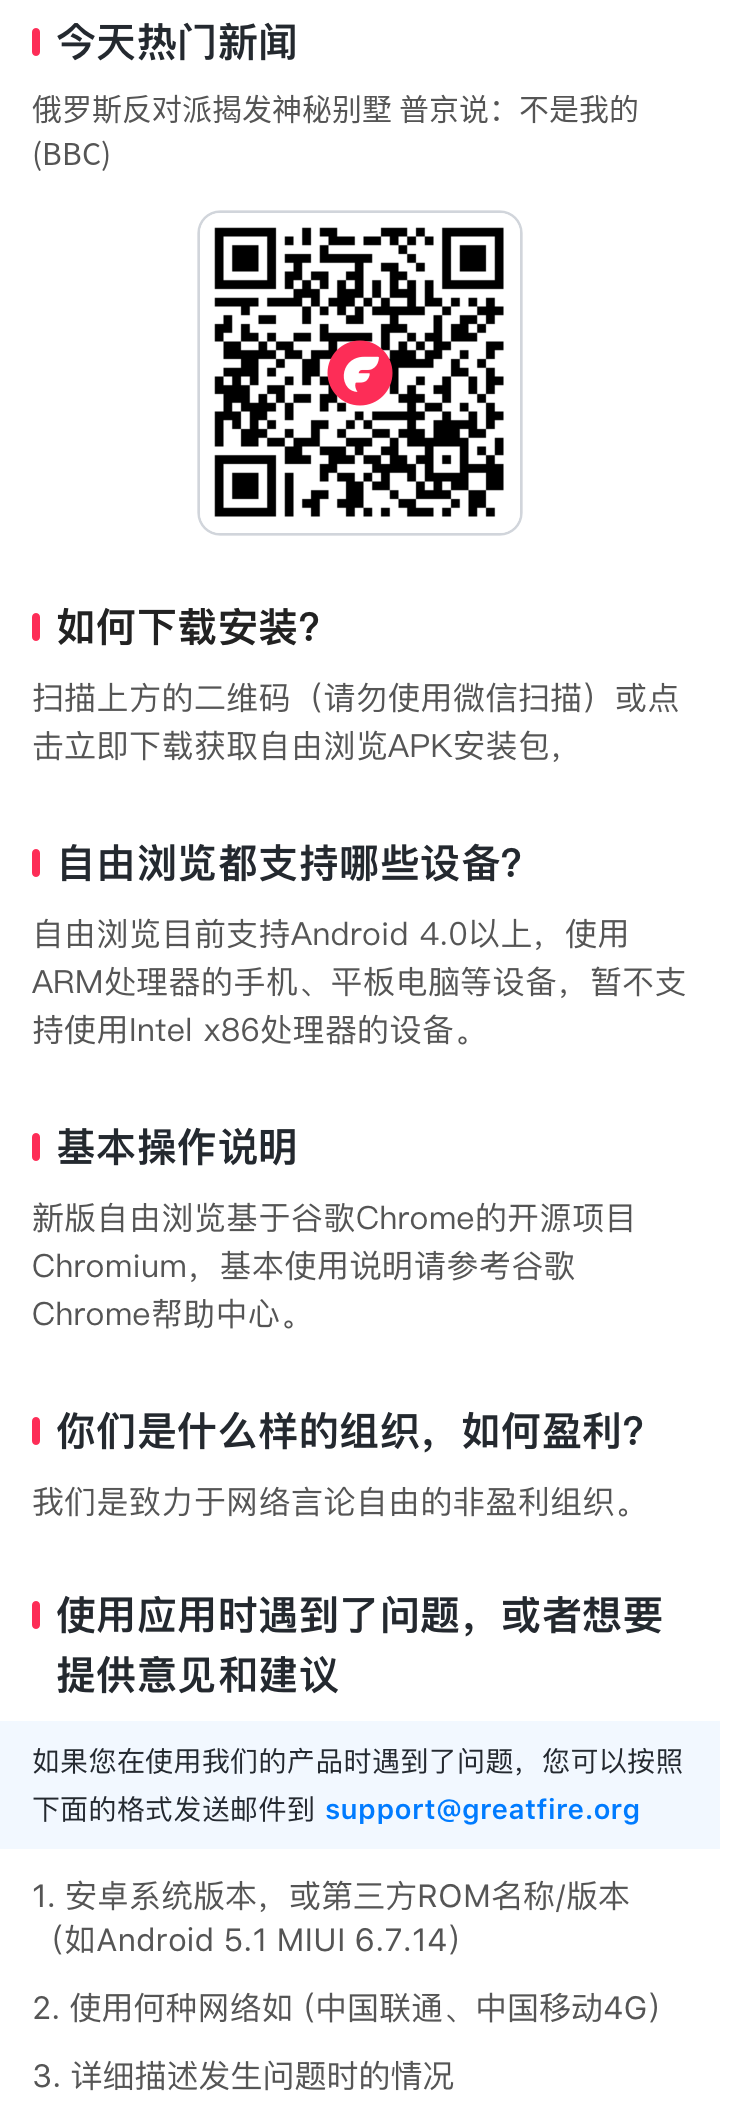 今天热门新闻
俄罗斯反对派揭发神秘别墅 普京说：不是我的
(BBC)
如何下载安装？
扫描上方的二维码（请勿使用微信扫描）或点
击立即下载获取自由浏览APK安装包，
自由浏览都支持哪些设备？
自由浏览目前支持Android 4.0以上，使用
ARM处理器的手机、平板电脑等设备，暂不支
持使用Intel x86处理器的设备。
基本操作说明
新版自由浏览基于谷歌Chrome的开源项目
Chromium，基本使用说明请参考谷歌
Chrome帮助中心。
你们是什么样的组织，如何盈利？
我们是致力于网络言论自由的非盈利组织。
使用应用时遇到了问题，或者想要
提供意见和建议
如果您在使用我们的产品时遇到了问题，您可以按照
下面的格式发送邮件到 support@greatfire.org
1. 安卓系统版本，或第三方ROM名称/版本
（如Android 5.1 MIUI 6.7.14）
2. 使用何种网络如 (中国联通、中国移动4G）
3. 详细描述发生问题时的情况